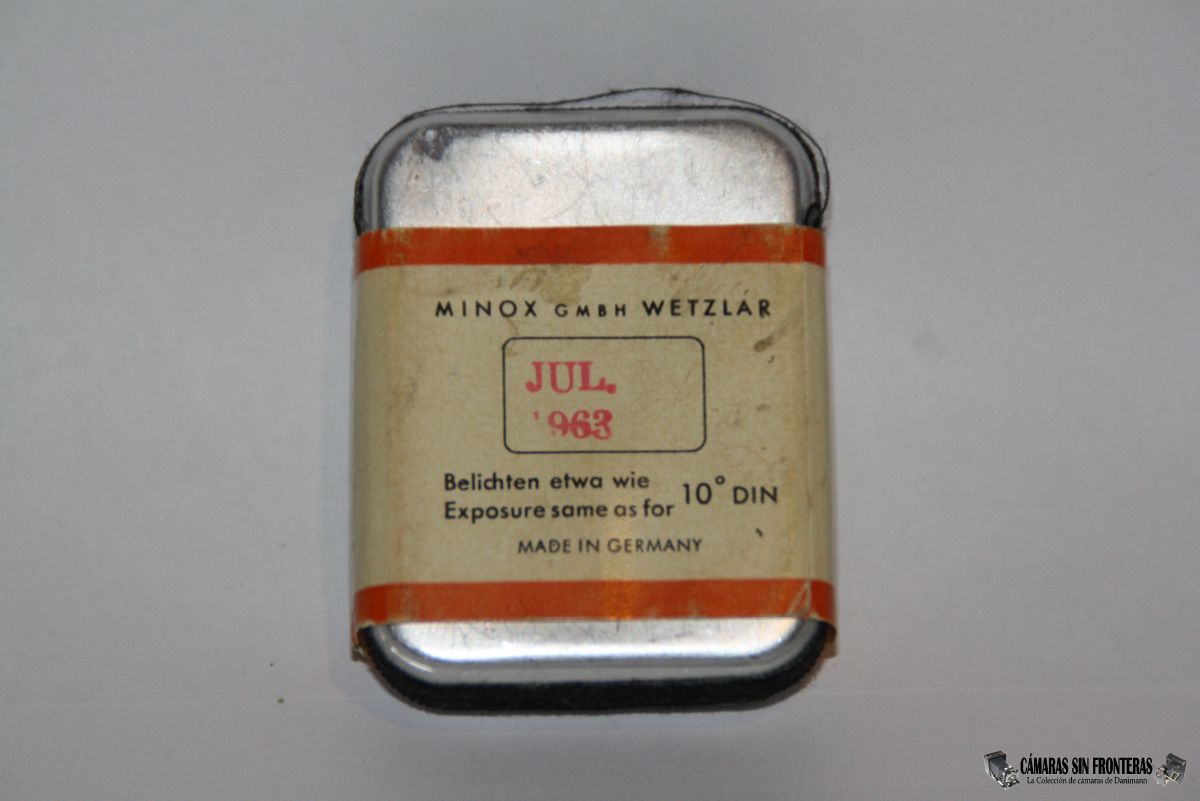 MINOX GMBH WETZLAR
JUL.
'963
Belichten etwa wie
Exposure same as for
10° DIN
MADE IN GERMANY
CÁMARAS SIN FRONTERAS
La Colección de cámaras de Danimann